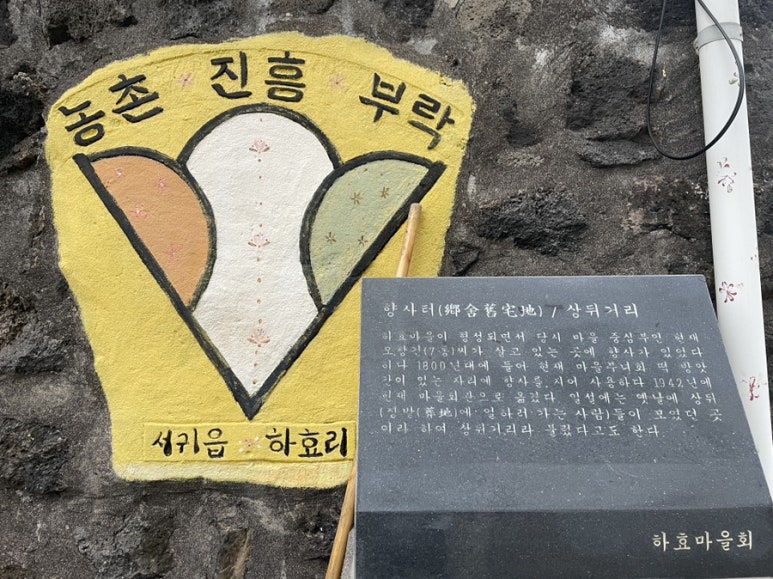 농촌 진흥 부락
서귀읍 하효리
향사터(鄕舍舊宅地) / 상뒤거리
하효마을이 형성되면서 당시 마을 중심부인 현재
(7동)씨가 살고 있는 곳에 향사가 있었다
1800년대에 들어 현재 마을부녀회 떡 방앗
간이 있는 자리에 향사를 지어 사용하다 1942년에
현재 마을회관으로 옮겼다 일설에는 옛날에 상뒤
(장밭(葬地)에 일하러 가는 사람)들이 모였던 곳
이라 하여 상뒤거리라 불렸다고도 한다
하효마을회